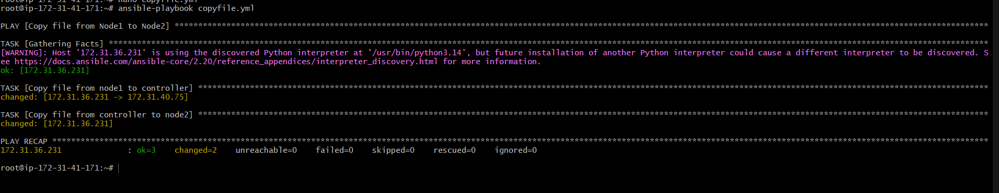 root@ip-172-31-41-171:~# nano copyfile.yml
root@ip-172-31-41-171:~# ansible-playbook copyfile.yml
PLAY [Copy file from Node1 to Node2] *****************************************************************************************************************************************************************************
TASK [Gathering Facts] *******************************************************************************************************************************************************************************************
[WARNING]: Host '172.31.36.231' is using the discovered Python interpreter at '/usr/bin/python3.14', but future installation of another Python interpreter could cause a different interpreter to be discovered. S
ee https://docs.ansible.com/ansible-core/2.20/reference_appendices/interpreter_discovery.html for more information.
ok: [172.31.36.231]
TASK [Copy file from node1 to controller] ************************************************************************************************************************************************************************
changed: [172.31.36.231 -> 172.31.40.75]
TASK [Copy file from controller to node2] ************************************************************************************************************************************************************************
changed: [172.31.36.231]
PLAY RECAP *******************************************************************************************************************************************************************************************************
172.31.36.231              : ok=3    changed=2    unreachable=0    failed=0    skipped=0    rescued=0    ignored=0
root@ip-172-31-41-171:~#